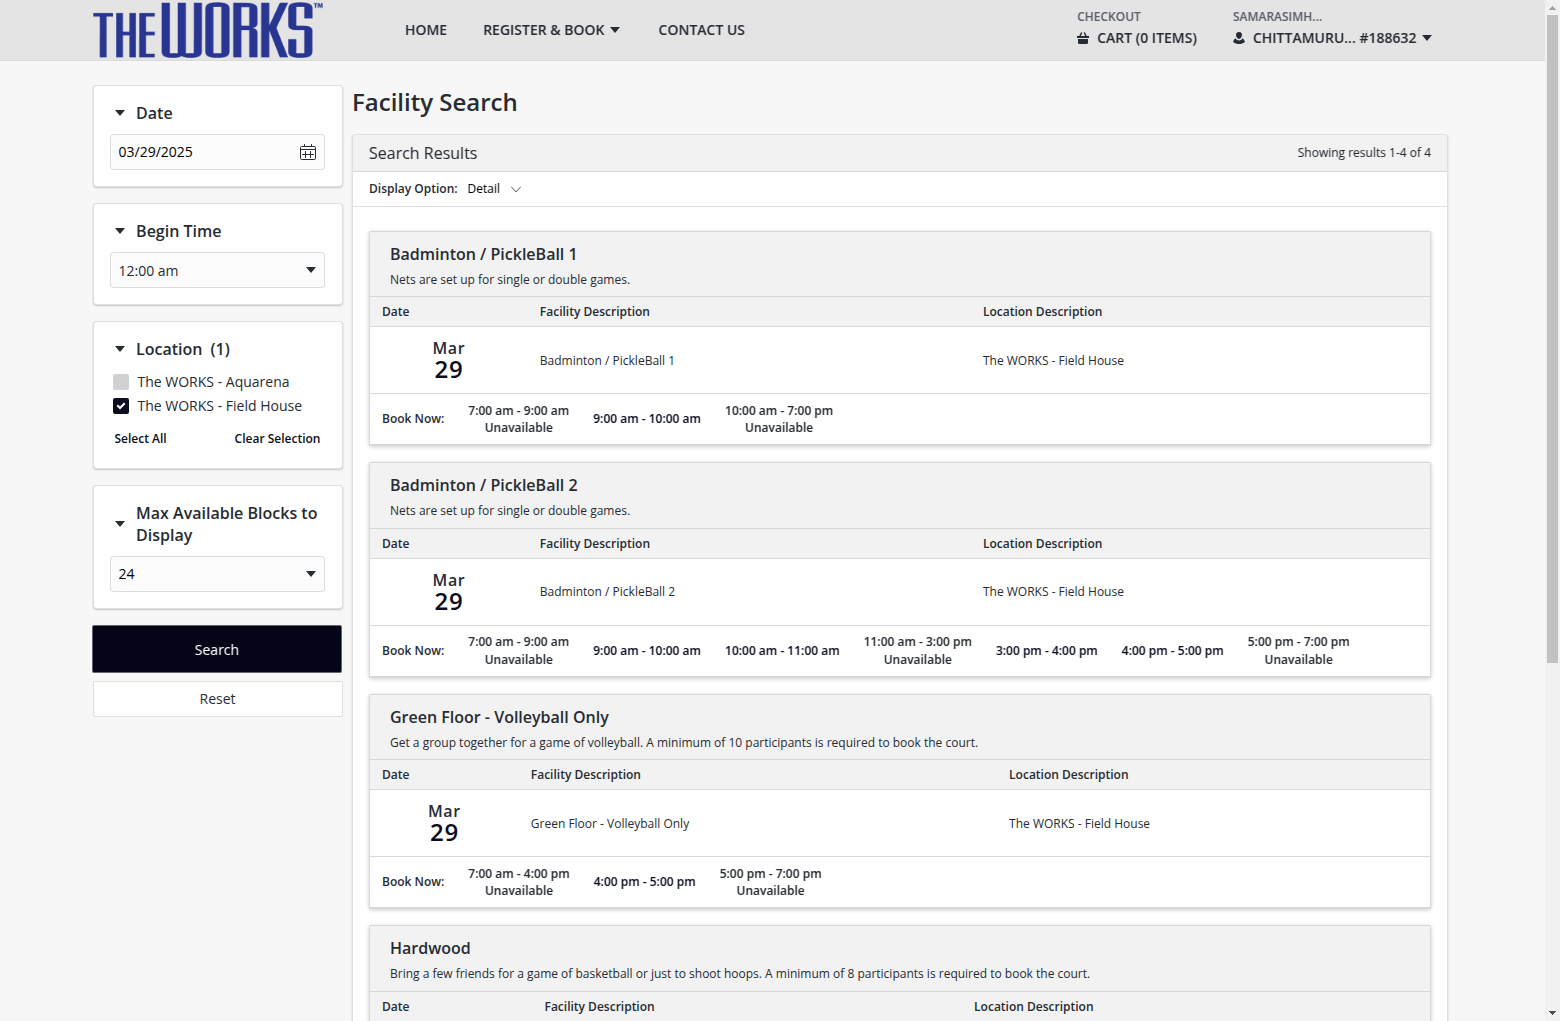 THE WORKS™
HOME
REGISTER & BOOK
CONTACT US
CHECKOUT
CART (0 ITEMS)
SAMARASIMH...
CHITTAMURU... #188632
Date
03/29/2025
Begin Time
12:00 am
Location (1)
The WORKS - Aquarena
The WORKS - Field House
Select All
Clear Selection
Max Available Blocks to
Display
24
Search
Reset
Facility Search
Search Results
Showing results 1-4 of 4
Display Option: Detail
Badminton / PickleBall 1
Nets are set up for single or double games.
Date Facility Description Location Description
Mar
29
Badminton / PickleBall 1
The WORKS - Field House
Book Now:
7:00 am - 9:00 am
Unavailable
9:00 am - 10:00 am
10:00 am - 7:00 pm
Unavailable
Badminton / PickleBall 2
Nets are set up for single or double games.
Date Facility Description Location Description
Mar
29
Badminton / PickleBall 2
The WORKS - Field House
Book Now:
7:00 am - 9:00 am
Unavailable
9:00 am - 10:00 am
10:00 am - 11:00 am
11:00 am - 3:00 pm
Unavailable
3:00 pm - 4:00 pm
4:00 pm - 5:00 pm
5:00 pm - 7:00 pm
Unavailable
Green Floor - Volleyball Only
Get a group together for a game of volleyball. A minimum of 10 participants is required to book the court.
Date Facility Description Location Description
Mar
29
Green Floor - Volleyball Only
The WORKS - Field House
Book Now:
7:00 am - 4:00 pm
Unavailable
4:00 pm - 5:00 pm
5:00 pm - 7:00 pm
Unavailable
Hardwood
Bring a few friends for a game of basketball or just to shoot hoops. A minimum of 8 participants is required to book the court.
Date Facility Description Location Description